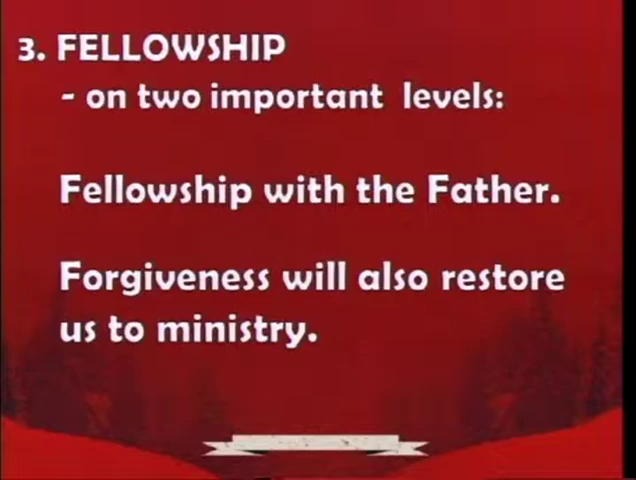 3. FELLOWSHIP
- on two important levels:
Fellowship with the Father.
Forgiveness will also restore
us to ministry.